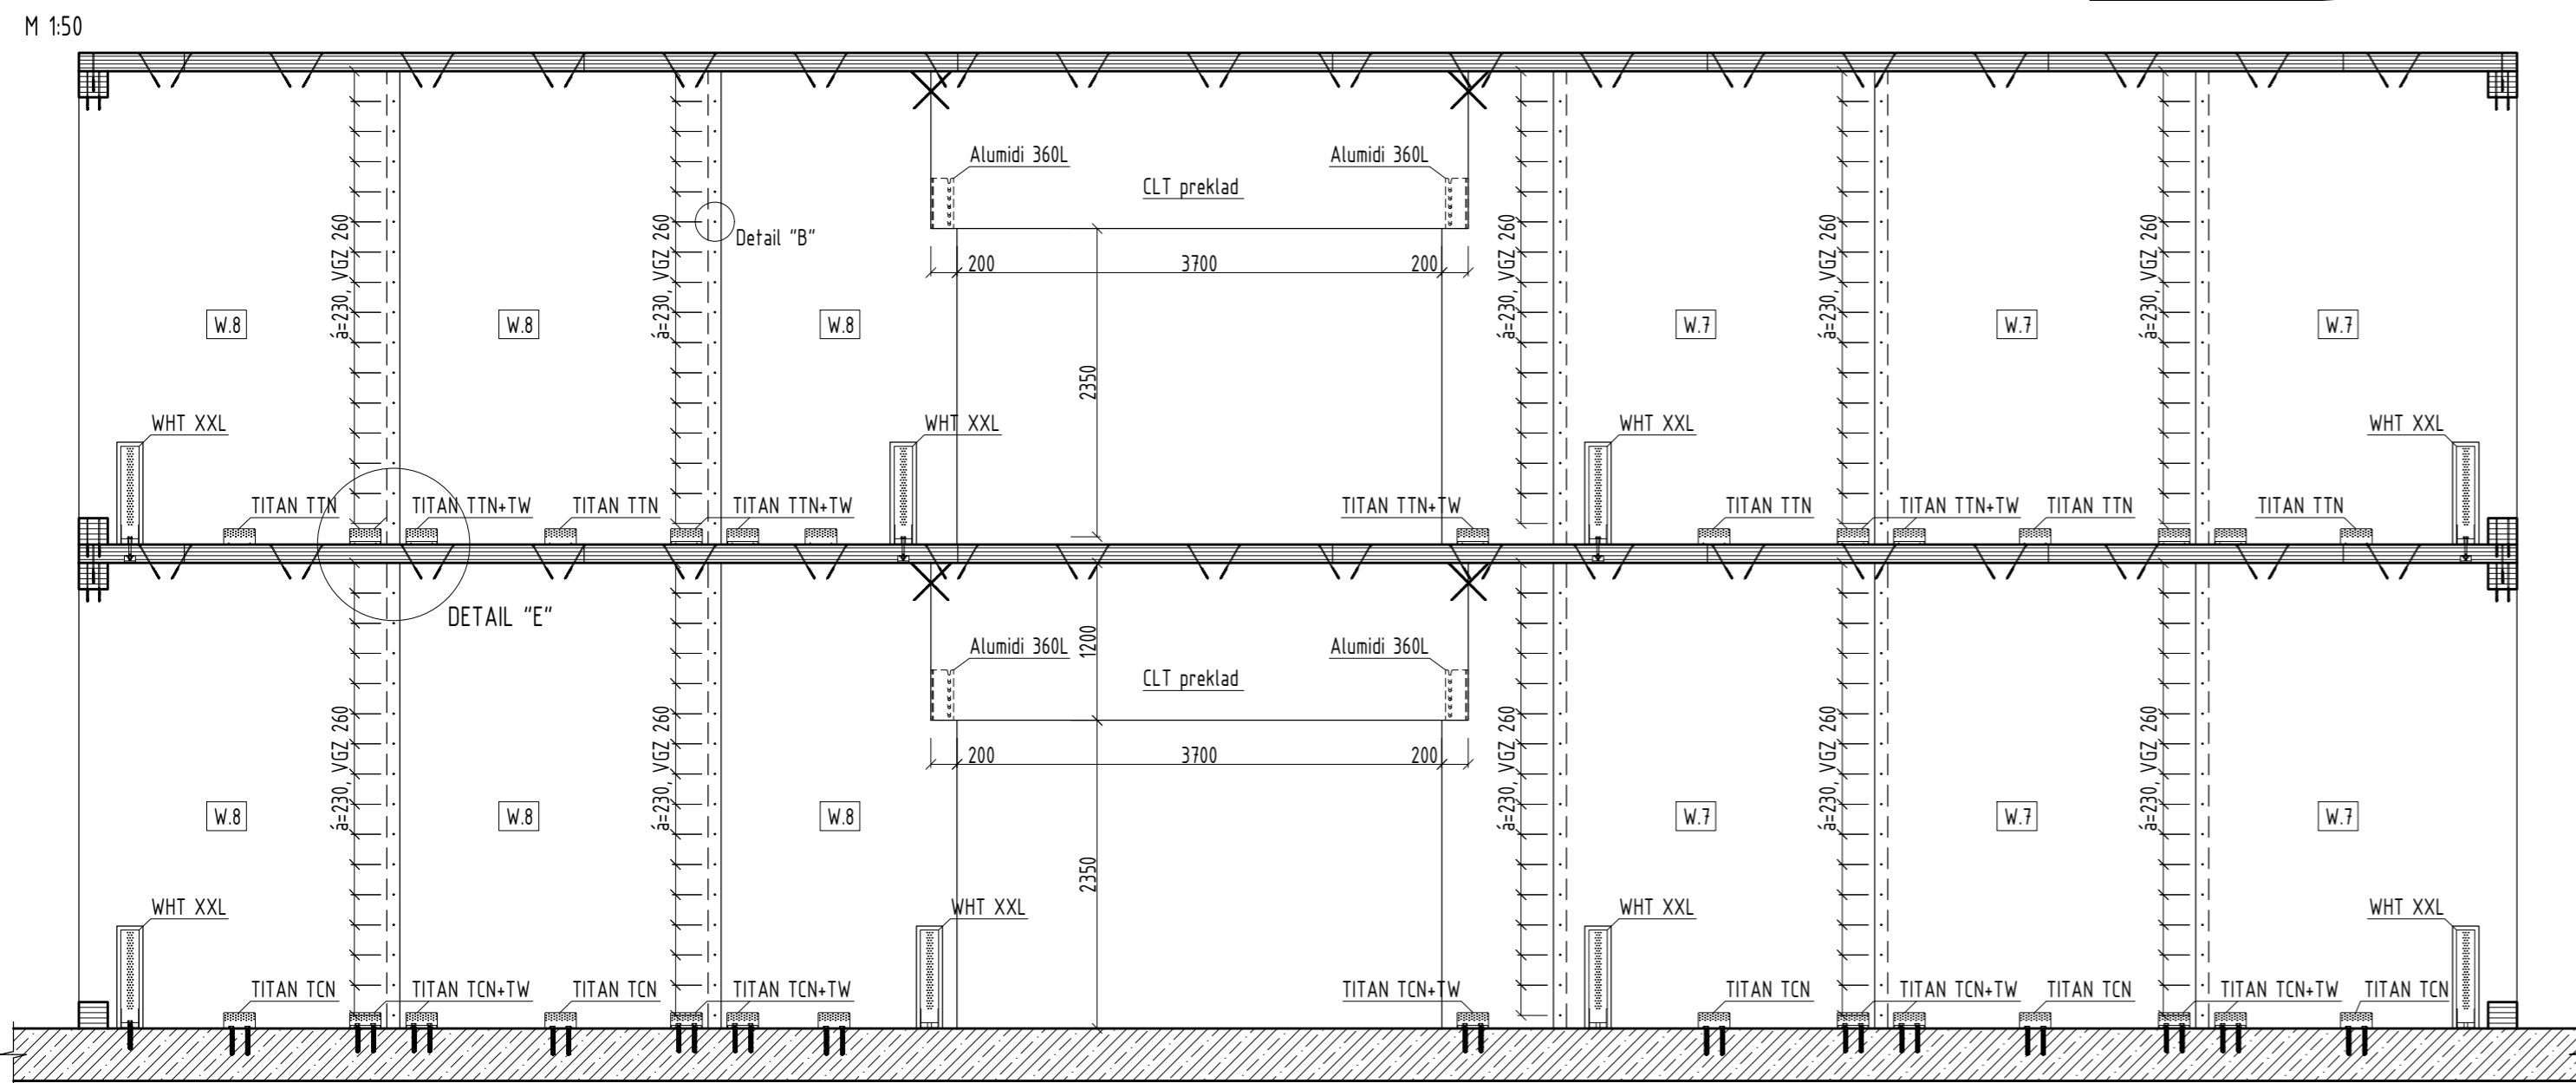 M 1:50
Alumidi 360L
Alumidi 360L
CLT preklad
á=230, VGZ 260
á=230, VGZ 260
Detail "B"
á=230, VGZ 260
á=230, VGZ 260
á=230, VGZ 260
200
3700
200
W.8
W.8
W.8
W.7
W.7
W.7
2350
WHT XXL
WHT XXL
WHT XXL
WHT XXL
TITAN TTN
TITAN TTN+TW
TITAN TTN
TITAN TTN+TW
TITAN TTN+TW
TITAN TTN
TITAN TTN+TW
TITAN TTN
TITAN TTN
DETAIL "E"
1200
Alumidi 360L
Alumidi 360L
CLT preklad
á=230, VGZ 260
á=230, VGZ 260
á=230, VGZ 260
á=230, VGZ 260
á=230, VGZ 260
200
3700
200
W.8
W.8
W.8
W.7
W.7
W.7
2350
WHT XXL
WHT XXL
WHT XXL
WHT XXL
TITAN TCN
TITAN TCN+TW
TITAN TCN
TITAN TCN+TW
TITAN TCN+TW
TITAN TCN
TITAN TCN+TW
TITAN TCN
TITAN TCN+TW
TITAN TCN